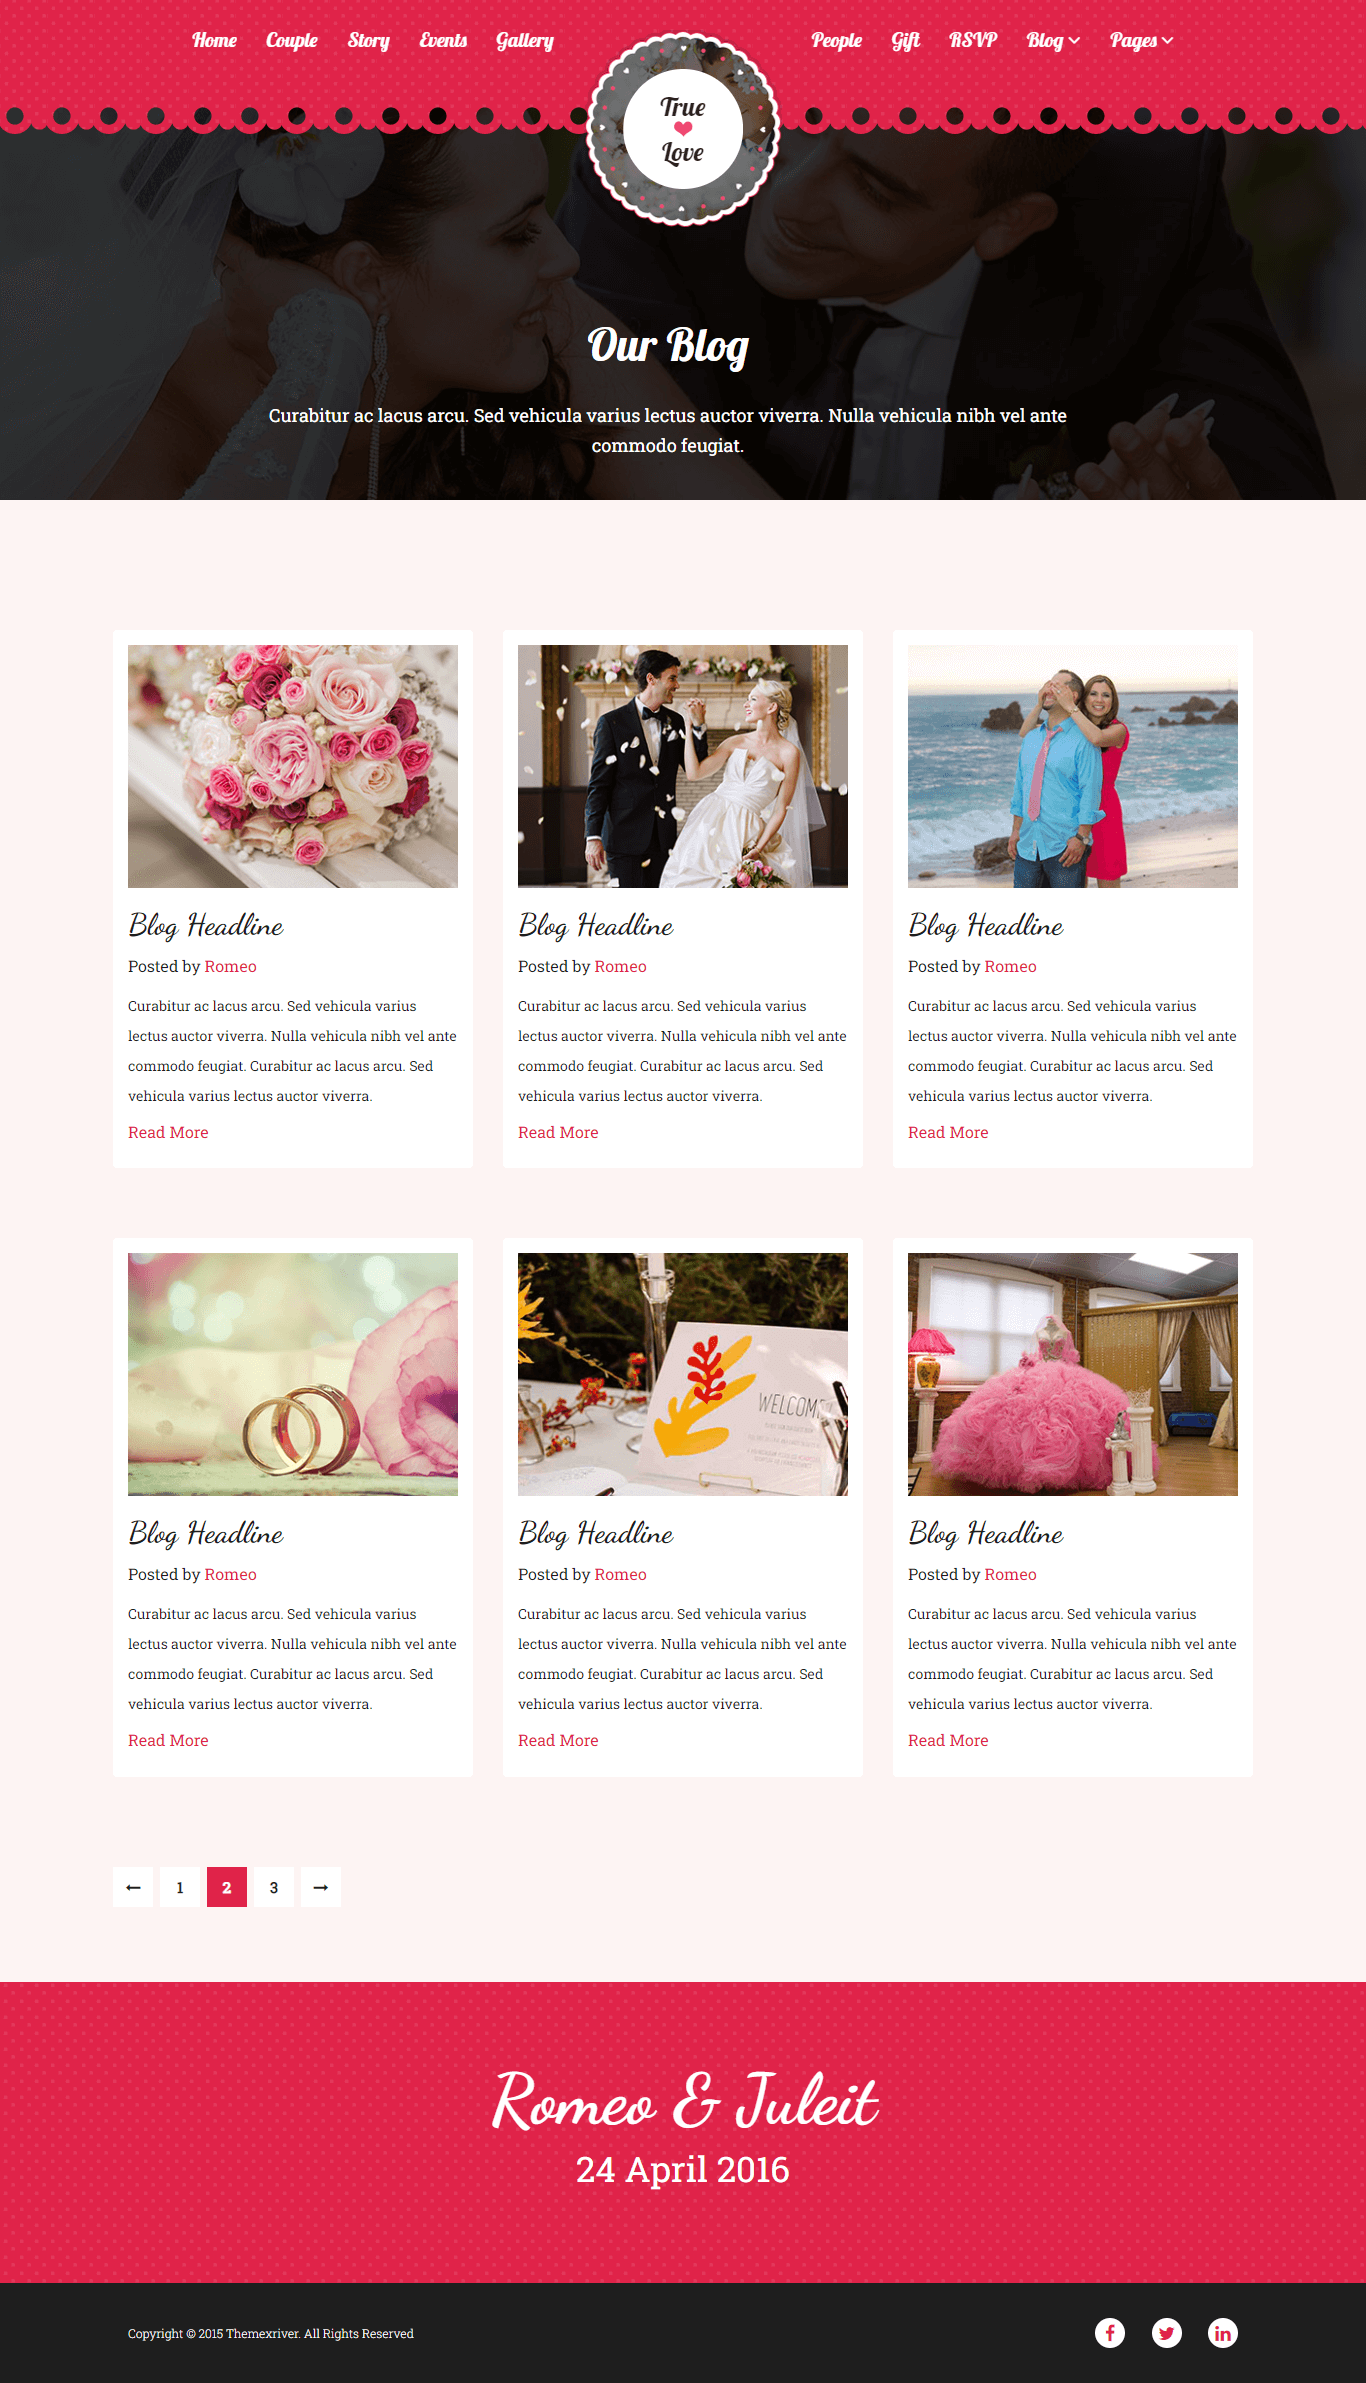 Home Couple Story Events Gallery People Gift RSVP Blog Pages
True
Love
Our Blog
Curabitur ac lacus arcu. Sed vehicula varius lectus auctor viverra. Nulla vehicula nibh vel ante
commodo feugiat.
Blog Headline
Posted by Romeo
Curabitur ac lacus arcu. Sed vehicula varius
lectus auctor viverra. Nulla vehicula nibh vel ante
commodo feugiat. Curabitur ac lacus arcu. Sed
vehicula varius lectus auctor viverra.
Read More
Blog Headline
Posted by Romeo
Curabitur ac lacus arcu. Sed vehicula varius
lectus auctor viverra. Nulla vehicula nibh vel ante
commodo feugiat. Curabitur ac lacus arcu. Sed
vehicula varius lectus auctor viverra.
Read More
Blog Headline
Posted by Romeo
Curabitur ac lacus arcu. Sed vehicula varius
lectus auctor viverra. Nulla vehicula nibh vel ante
commodo feugiat. Curabitur ac lacus arcu. Sed
vehicula varius lectus auctor viverra.
Read More
Blog Headline
Posted by Romeo
Curabitur ac lacus arcu. Sed vehicula varius
lectus auctor viverra. Nulla vehicula nibh vel ante
commodo feugiat. Curabitur ac lacus arcu. Sed
vehicula varius lectus auctor viverra.
Read More
WELCOM
Blog Headline
Posted by Romeo
Curabitur ac lacus arcu. Sed vehicula varius
lectus auctor viverra. Nulla vehicula nibh vel ante
commodo feugiat. Curabitur ac lacus arcu. Sed
vehicula varius lectus auctor viverra.
Read More
Blog Headline
Posted by Romeo
Curabitur ac lacus arcu. Sed vehicula varius
lectus auctor viverra. Nulla vehicula nibh vel ante
commodo feugiat. Curabitur ac lacus arcu. Sed
vehicula varius lectus auctor viverra.
Read More
← 1 2 3 →
Romeo & Juleit
24 April 2016
Copyright © 2015 Themexriver. All Rights Reserved